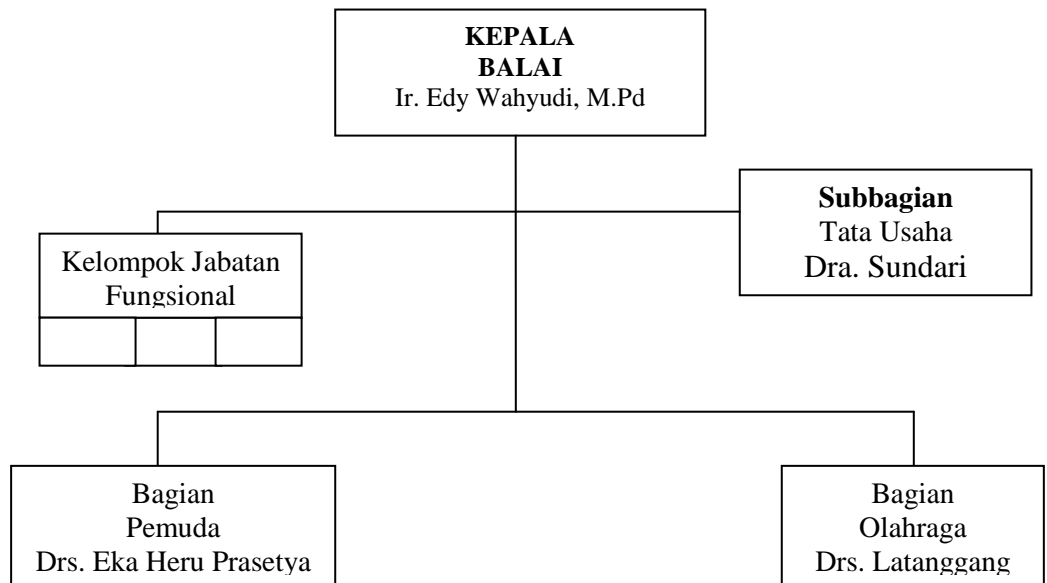 KEPALA
BALAI
Ir. Edy Wahyudi, M.Pd
Subbagian
Tata Usaha
Dra. Sundari
Kelompok Jabatan
Fungsional
Bagian
Pemuda
Drs. Eka Heru Prasetya
Bagian
Olahraga
Drs. Latanggang